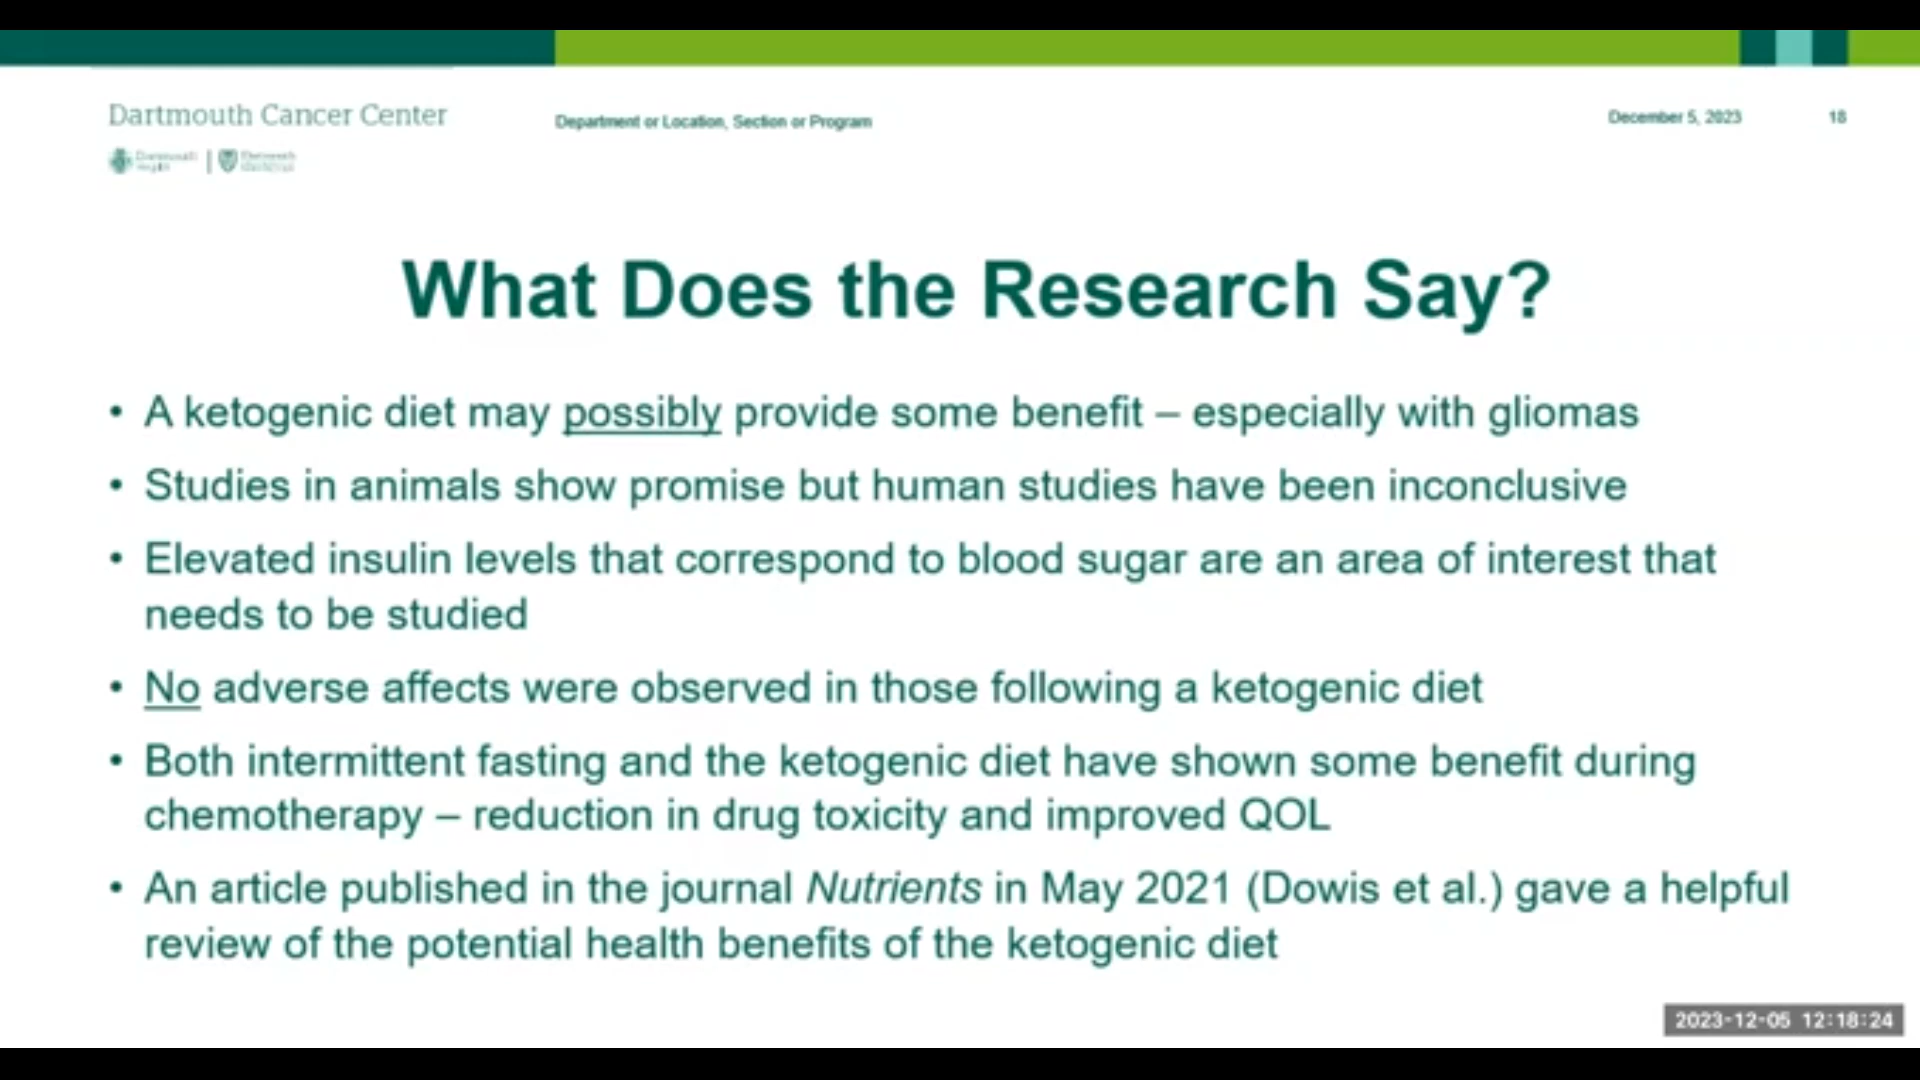 Dartmouth Cancer Center
Department or Location, Section or Program
December 5, 2023
18
Dartmouth
What Does the Research Say?
• A ketogenic diet may possibly provide some benefit – especially with gliomas
• Studies in animals show promise but human studies have been inconclusive
• Elevated insulin levels that correspond to blood sugar are an area of interest that
needs to be studied
• No adverse affects were observed in those following a ketogenic diet
• Both intermittent fasting and the ketogenic diet have shown some benefit during
chemotherapy – reduction in drug toxicity and improved QOL
• An article published in the journal Nutrients in May 2021 (Dowis et al.) gave a helpful
review of the potential health benefits of the ketogenic diet
2023-12-05 12:18:24